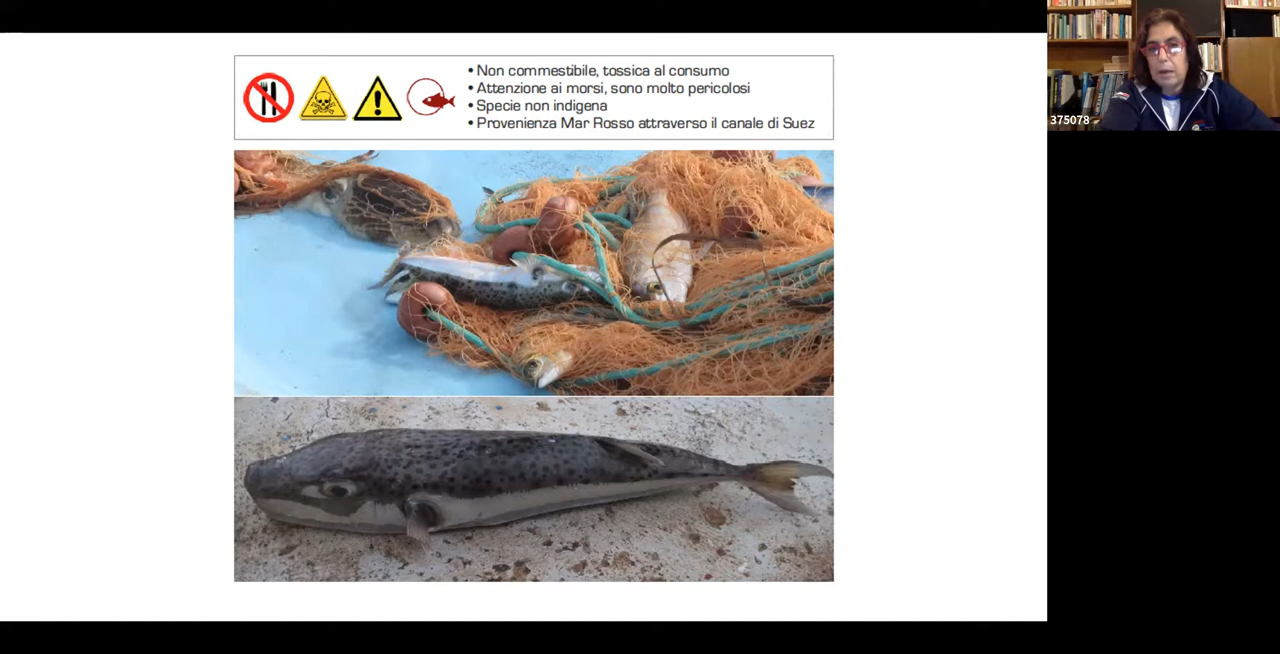 • Non commestibile, tossica al consumo
• Attenzione ai morsi, sono molto pericolosi
• Specie non indigena
• Provenienza Mar Rosso attraverso il canale di Suez
375078